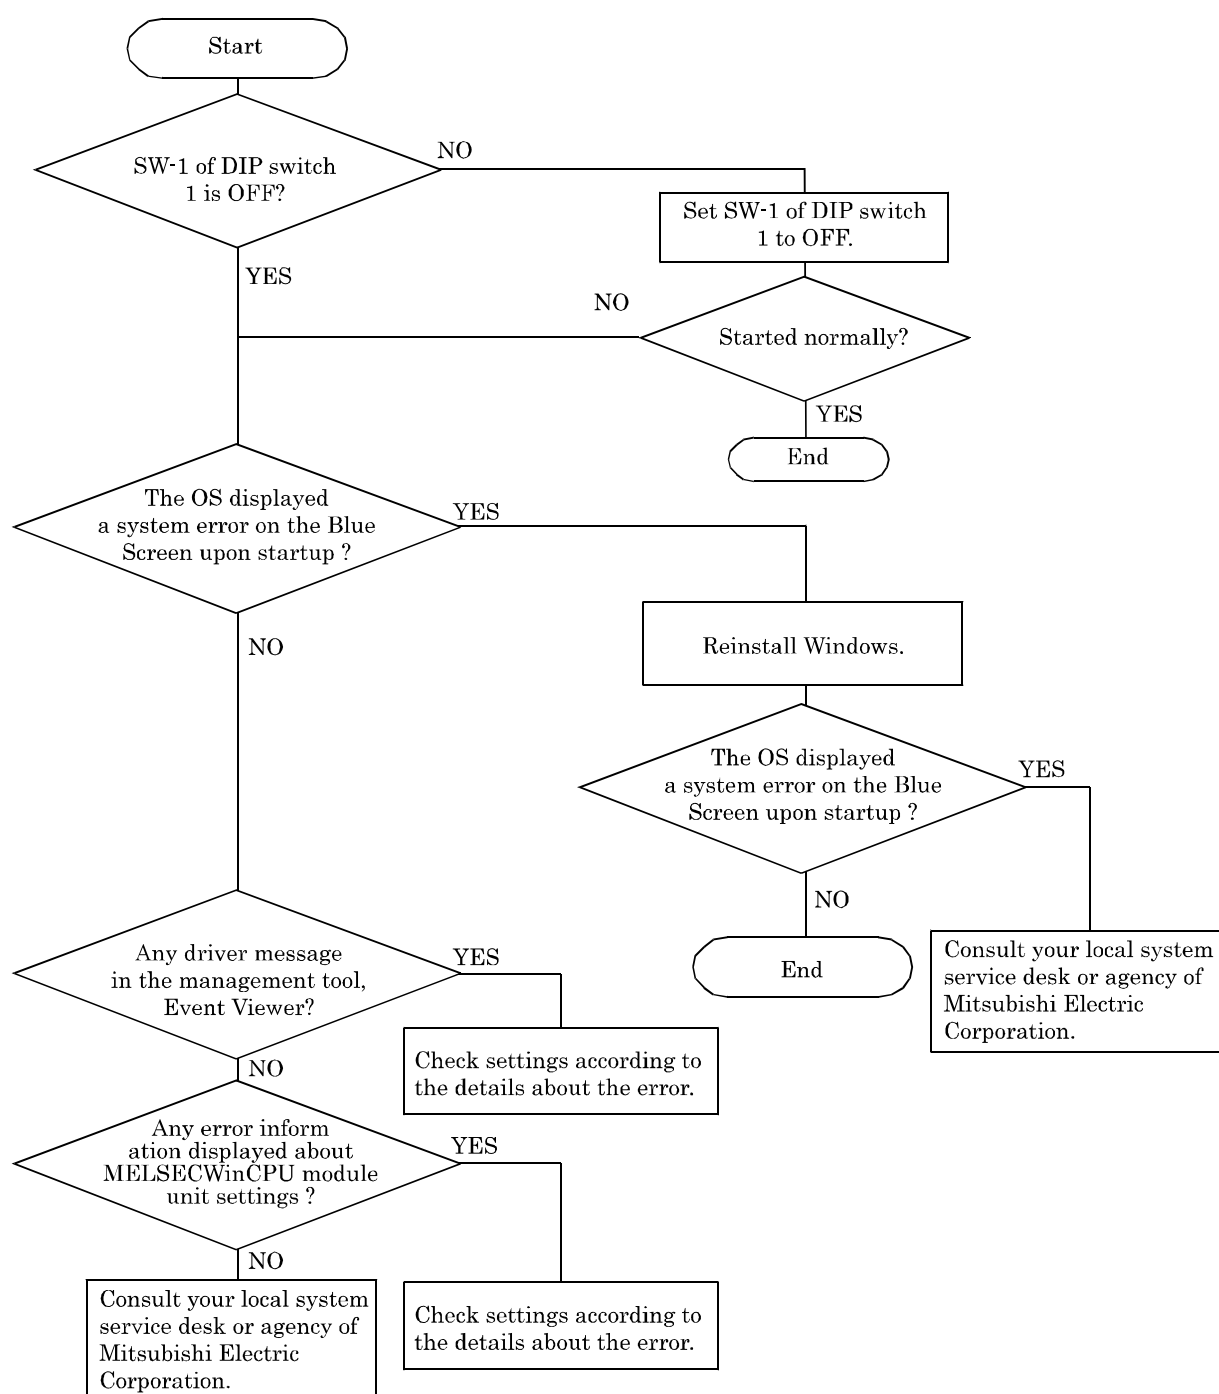 Start
SW-1 of DIP switch
1 is OFF?
NO
Set SW-1 of DIP switch
1 to OFF.
YES
NO
Started normally?
YES
End
The OS displayed
a system error on the Blue
Screen upon startup ?
YES
NO
Reinstall Windows.
The OS displayed
a system error on the Blue
Screen upon startup ?
YES
NO
End
Consult your local system
service desk or agency of
Mitsubishi Electric
Corporation.
Any driver message
in the management tool,
Event Viewer?
YES
Check settings according to
the details about the error.
NO
Any error inform
ation displayed about
MELSECWinCPU module
unit settings ?
YES
NO
Consult your local system
service desk or agency of
Mitsubishi Electric
Corporation.
Check settings according to
the details about the error.